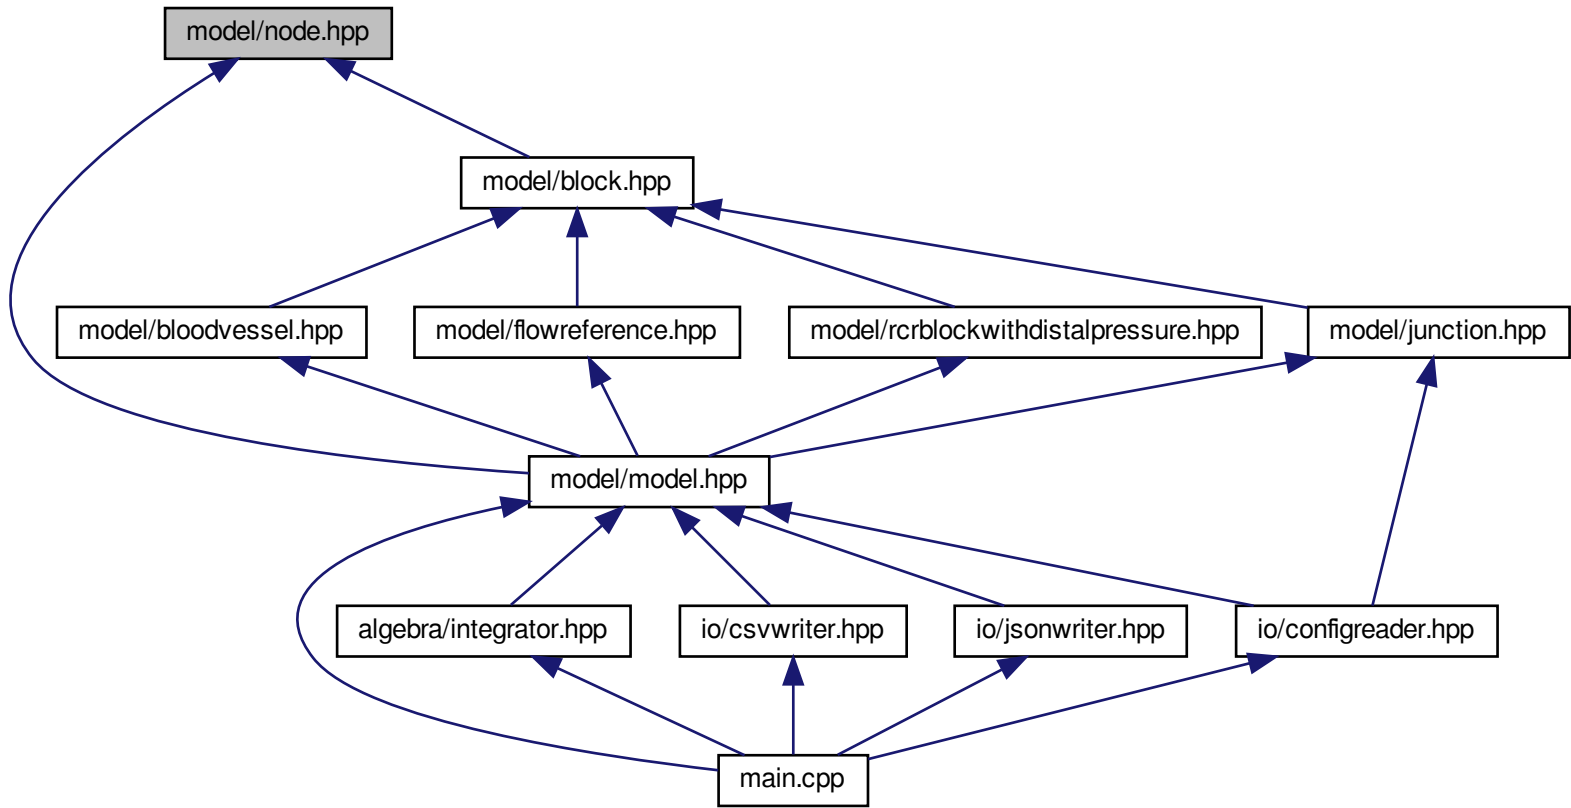 model/node.hpp
model/block.hpp
model/bloodvessel.hpp
model/flowreference.hpp
model/rcrblockwithdistalpressure.hpp
model/junction.hpp
model/model.hpp
algebra/integrator.hpp
io/csvwriter.hpp
io/jsonwriter.hpp
io/configreader.hpp
main.cpp